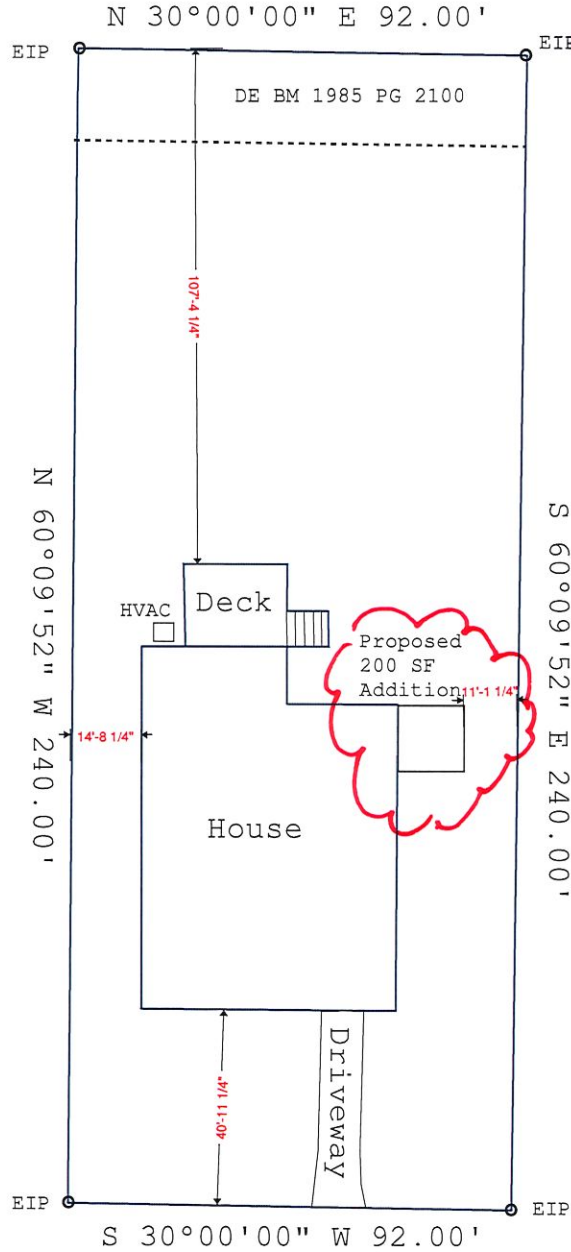 N 30°00'00" E 92.00'
EIP
EIP
DE BM 1985 PG 2100
107'-4 1/4"
N 60°09'52" W 240.00'
S 60°09'52" E 240.00'
HVAC
Deck
Proposed
200 SF
Addition
11'-1 1/4"
14'-8 1/4"
House
40'-11 1/4"
Driveway
EIP
EIP
S 30°00'00" W 92.00'